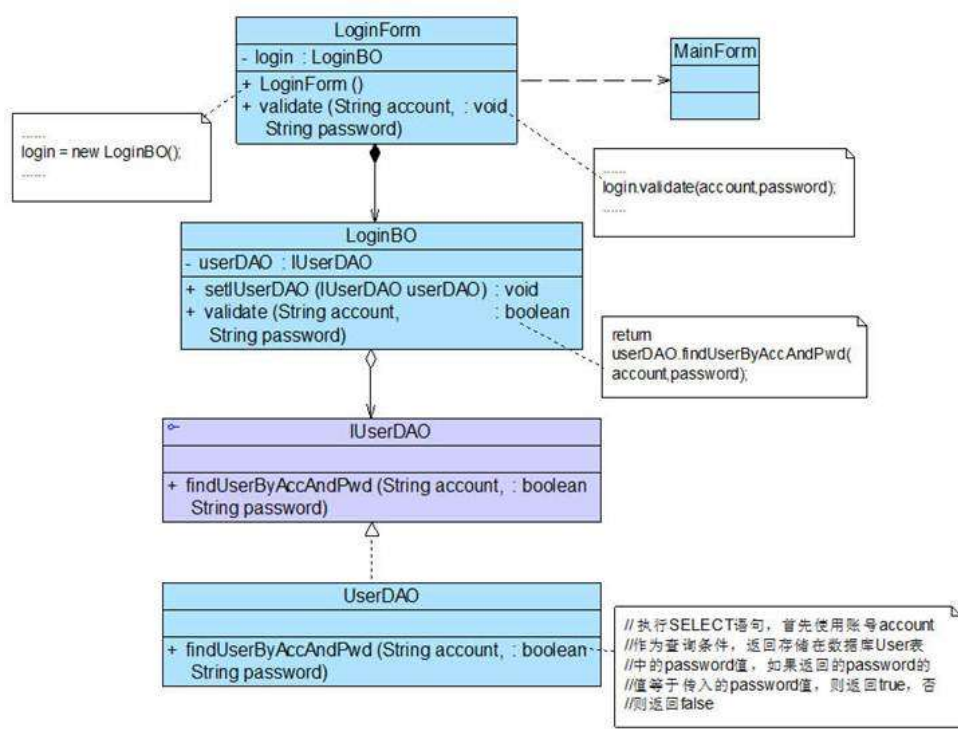 LoginForm
- login : LoginBO
+ LoginForm ()
+ validate (String account, : void
String password)
MainForm
......
login = new LoginBO();
......
......
login.validate(account,password);
......
LoginBO
- userDAO : IUserDAO
+ setIUserDAO (IUserDAO userDAO) : void
+ validate (String account, : boolean
String password)
return
userDAO.findUserByAccAndPwd(
account,password);
IUserDAO
+ findUserByAccAndPwd (String account, : boolean
String password)
UserDAO
+ findUserByAccAndPwd (String account, : boolean
String password)
// 执行SELECT语句，首先使用账号account
//作为查询条件，返回存储在数据库User表
//中的password值，如果返回的password的
//值等于传入的password值，则返回true，否
//则返回false